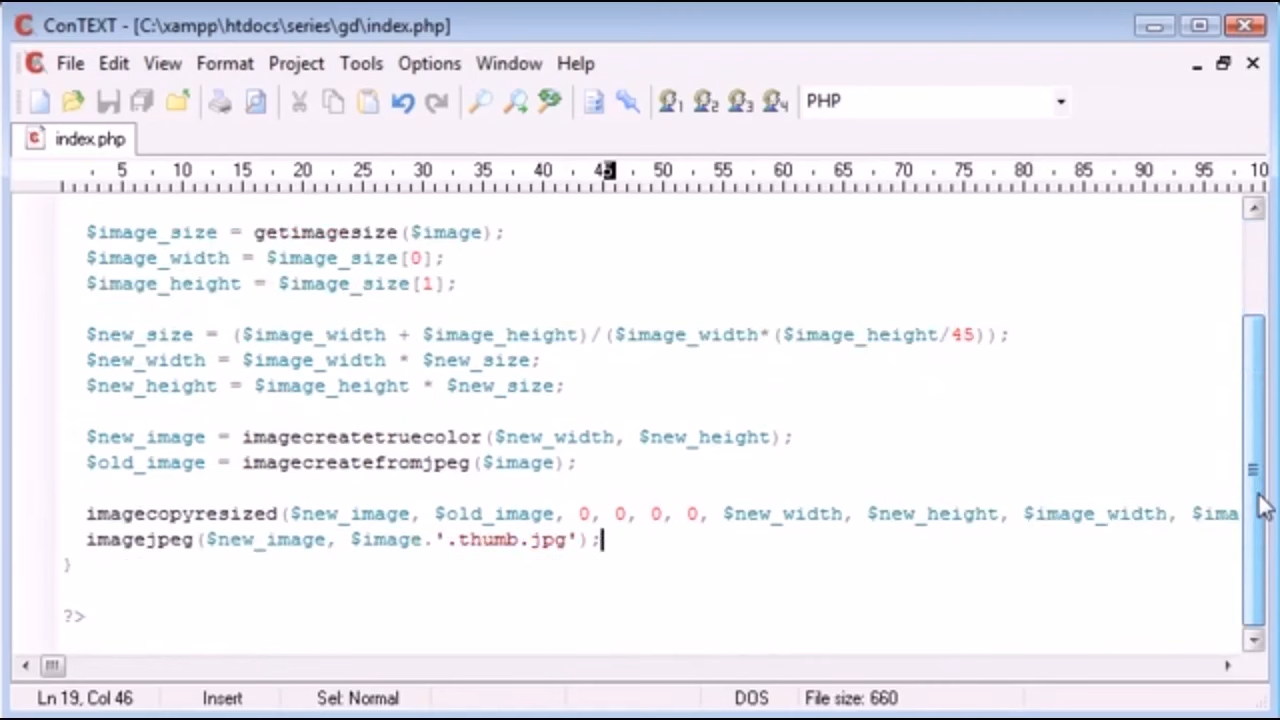 ConTEXT - [C:\xampp\htdocs\series\gd\index.php]
File Edit View Format Project Tools Options Window Help
1 2 3 4 PHP
index.php
5 10 15 20 25 30 35 40 45 50 55 60 65 70 75 80 85 90 95 10
$image_size = getimagesize($image);
$image_width = $image_size[0];
$image_height = $image_size[1];
$new_size = ($image_width + $image_height)/($image_width*($image_height/45));
$new_width = $image_width * $new_size;
$new_height = $image_height * $new_size;
$new_image = imagecreatetruecolor($new_width, $new_height);
$old_image = imagecreatefromjpeg($image);
imagecopyresized($new_image, $old_image, 0, 0, 0, 0, $new_width, $new_height, $image_width, $ima
imagejpeg($new_image, $image.'.thumb.jpg');
}
?>
Ln 19, Col 46 Insert Sel: Normal DOS File size: 660